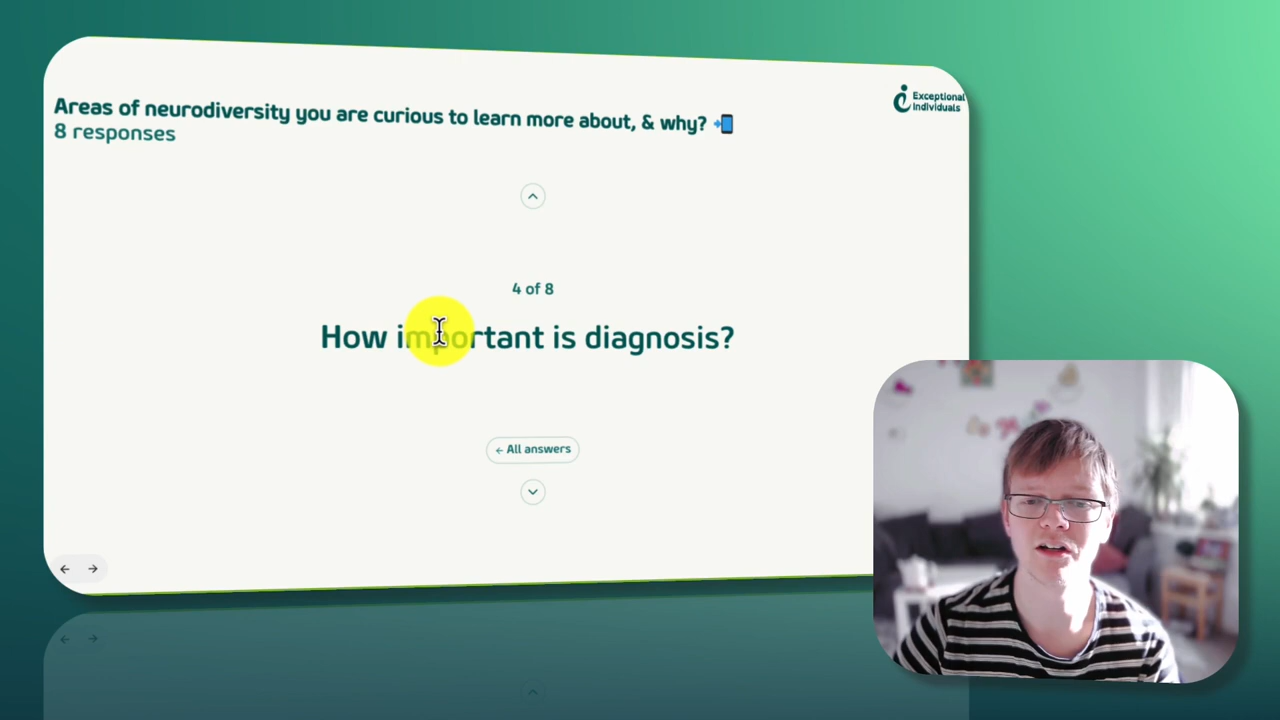 Areas of neurodiversity you are curious to learn more about, & why?
8 responses
Exceptional
Individuals
4 of 8
How important is diagnosis?
← All answers